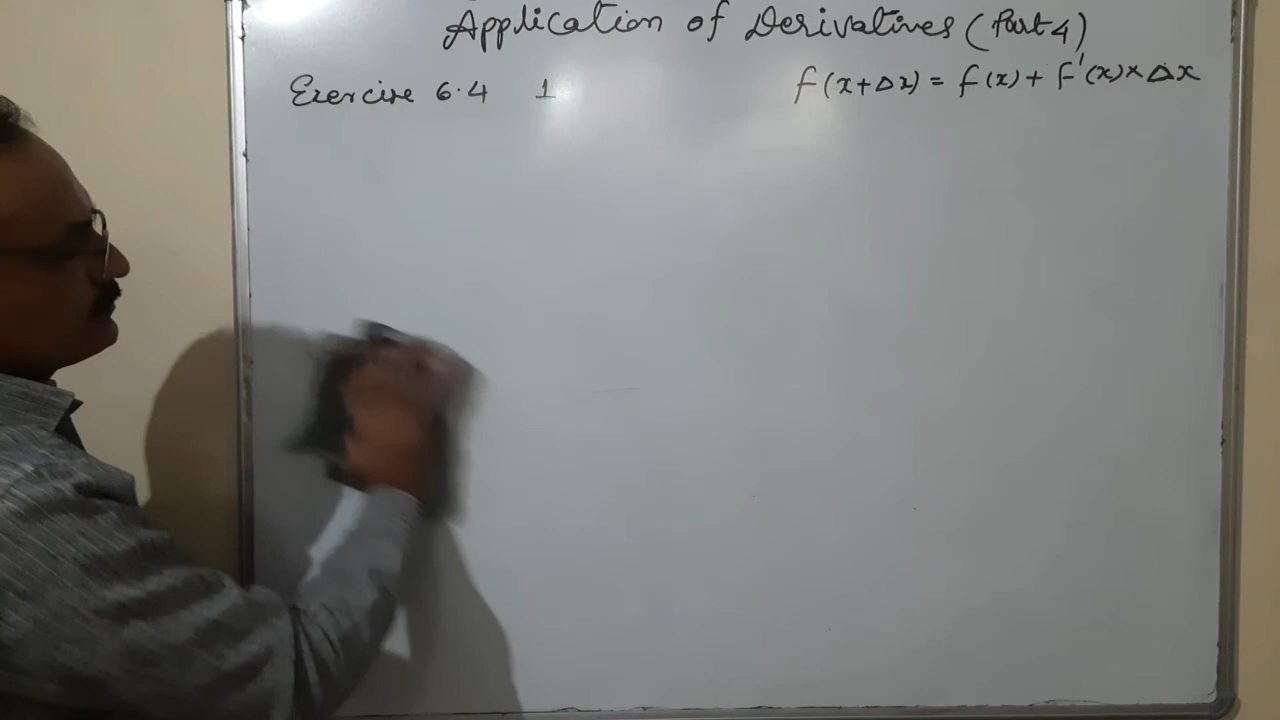 Application of Derivatives (Part 4)
Exercise 6.4 1
f(x+Δx) = f(x) + f'(x)×Δx